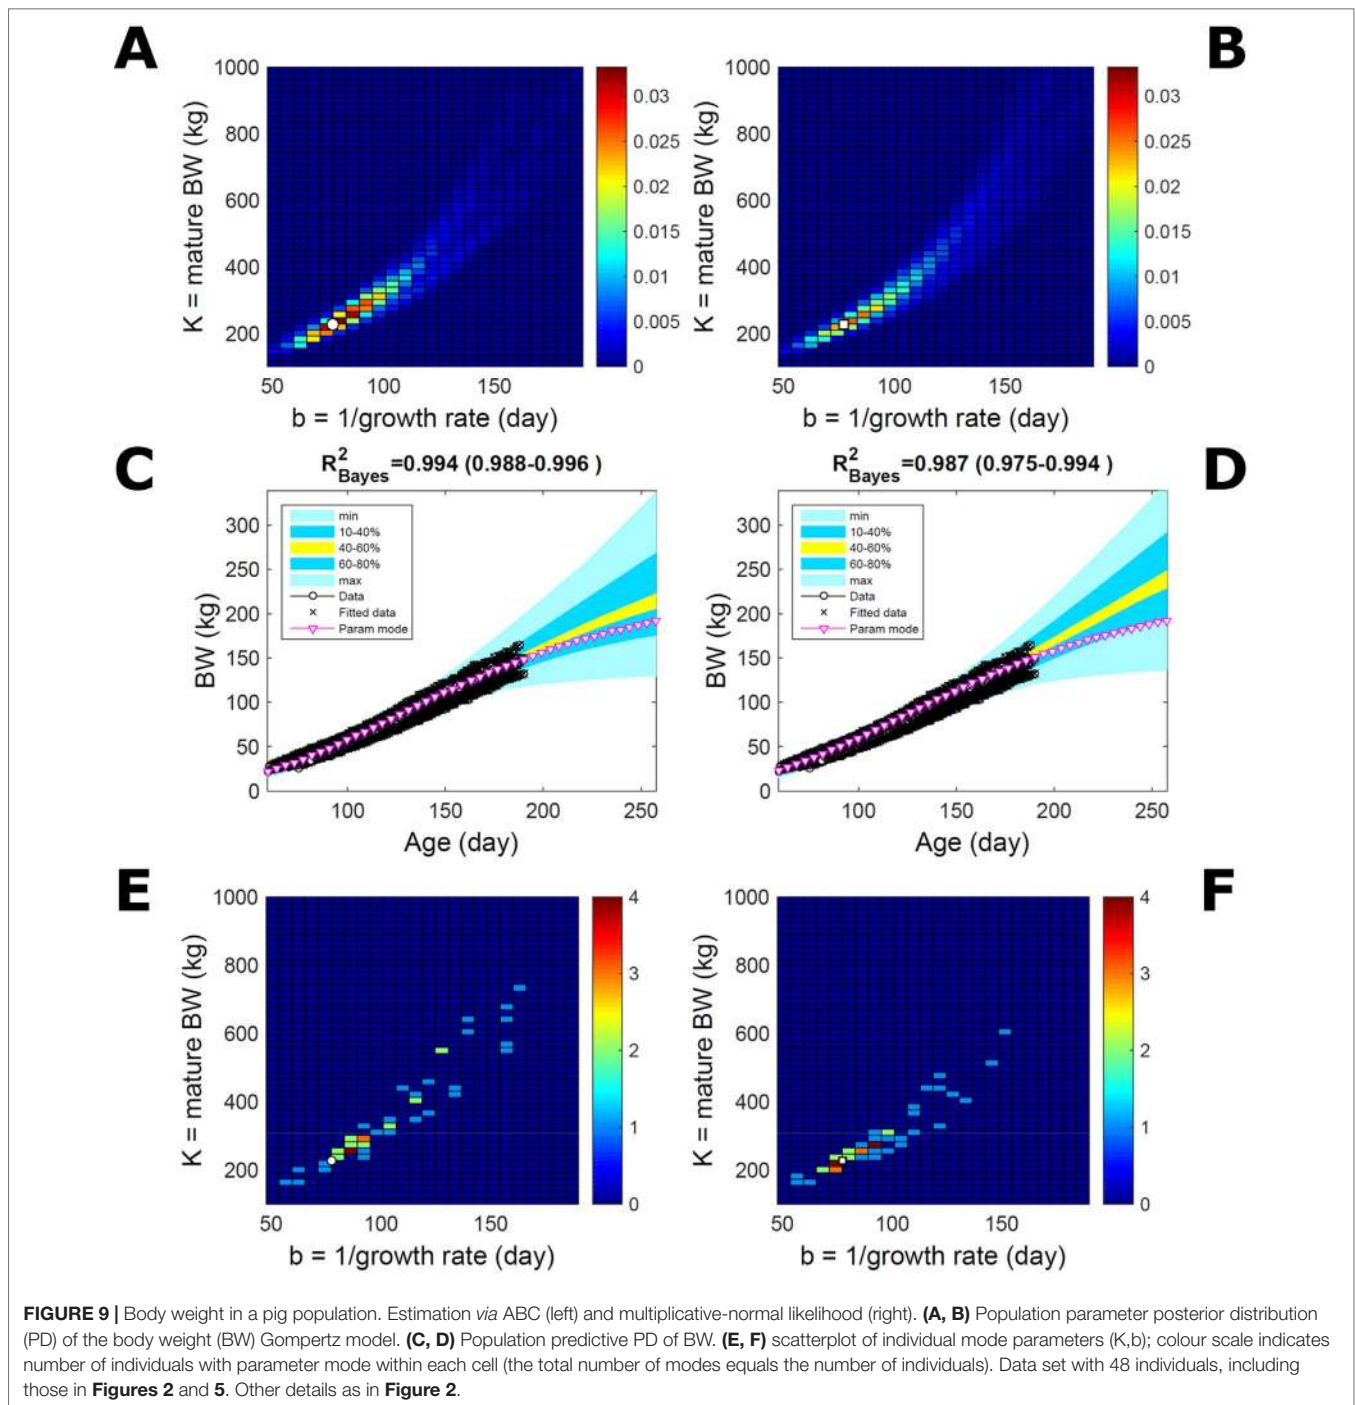 A
B
1000
800
600
400
200
K = mature BW (kg)
50
100
150
b = 1/growth rate (day)
0.03
0.025
0.02
0.015
0.01
0.005
0
1000
800
600
400
200
K = mature BW (kg)
50
100
150
b = 1/growth rate (day)
0.03
0.025
0.02
0.015
0.01
0.005
0
C
D
R²Bayes=0.994 (0.988-0.996 )
300
250
200
150
100
50
0
BW (kg)
min
10-40%
40-60%
60-80%
max
Data
Fitted data
Param mode
100
150
200
250
Age (day)
R²Bayes=0.987 (0.975-0.994 )
300
250
200
150
100
50
0
BW (kg)
min
10-40%
40-60%
60-80%
max
Data
Fitted data
Param mode
100
150
200
250
Age (day)
E
F
1000
800
600
400
200
K = mature BW (kg)
50
100
150
b = 1/growth rate (day)
4
3
2
1
0
1000
800
600
400
200
K = mature BW (kg)
50
100
150
b = 1/growth rate (day)
4
3
2
1
0
FIGURE 9 | Body weight in a pig population. Estimation via ABC (left) and multiplicative-normal likelihood (right). (A, B) Population parameter posterior distribution
(PD) of the body weight (BW) Gompertz model. (C, D) Population predictive PD of BW. (E, F) scatterplot of individual mode parameters (K,b); colour scale indicates
number of individuals with parameter mode within each cell (the total number of modes equals the number of individuals). Data set with 48 individuals, including
those in Figures 2 and 5. Other details as in Figure 2.